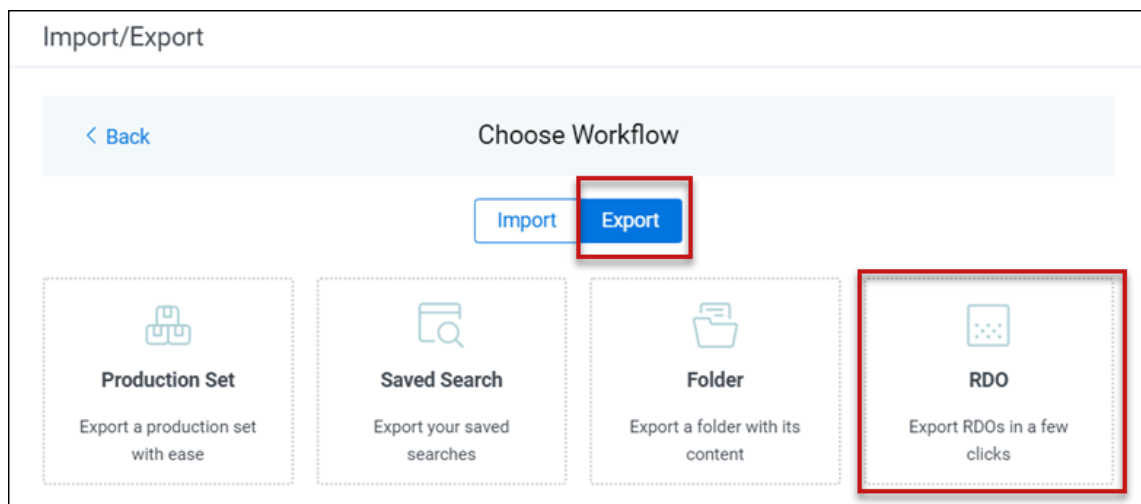 Import/Export
< Back
Choose Workflow
Import
Export
Production Set
Export a production set
with ease
Saved Search
Export your saved
searches
Folder
Export a folder with its
content
RDO
Export RDOs in a few
clicks